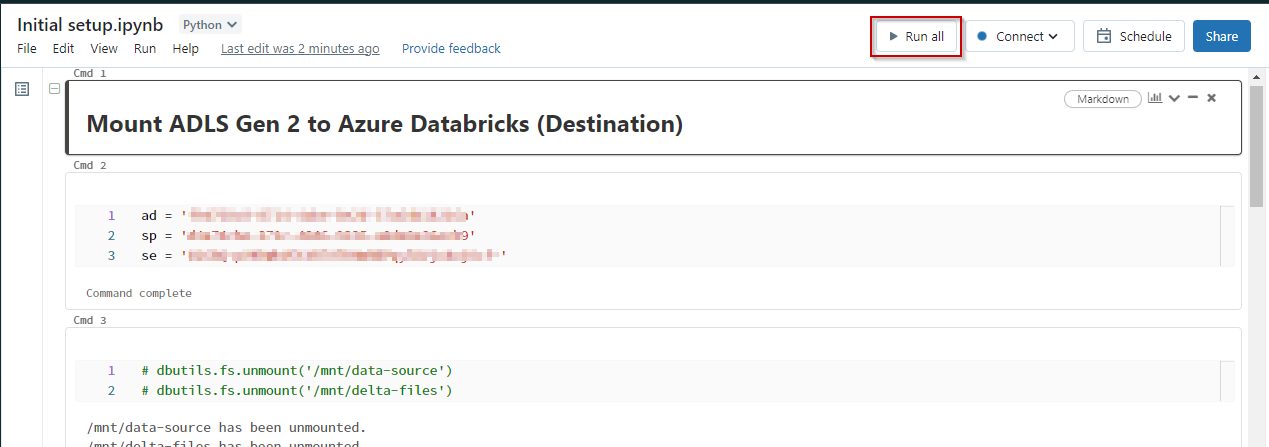 Initial setup.ipynb Python
File Edit View Run Help Last edit was 2 minutes ago Provide feedback
Run all Connect Schedule Share
Cmd 1
Markdown
Mount ADLS Gen 2 to Azure Databricks (Destination)
Cmd 2
1 ad = '
2 sp = '
3 se = '
Command complete
Cmd 3
1 # dbutils.fs.unmount('/mnt/data-source')
2 # dbutils.fs.unmount('/mnt/delta-files')
/mnt/data-source has been unmounted.
/mnt/delta-files has been unmounted.